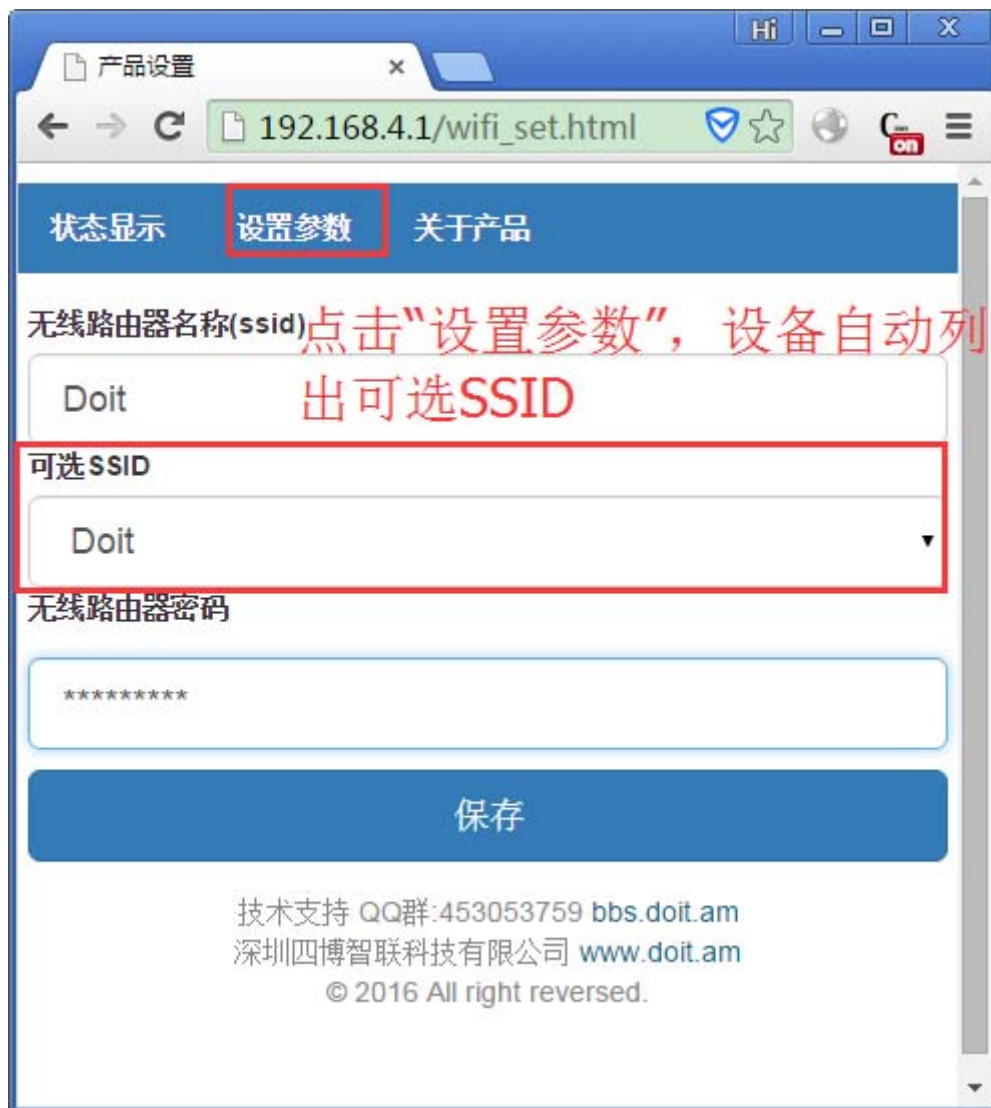 Hi
产品设置
192.168.4.1/wifi_set.html
on
状态显示 设置参数 关于产品
无线路由器名称(ssid)
点击“设置参数”，设备自动列
出可选SSID
Doit
可选SSID
Doit
无线路由器密码
*********
保存
技术支持 QQ群:453053759 bbs.doit.am
深圳四博智联科技有限公司 www.doit.am
© 2016 All right reversed.